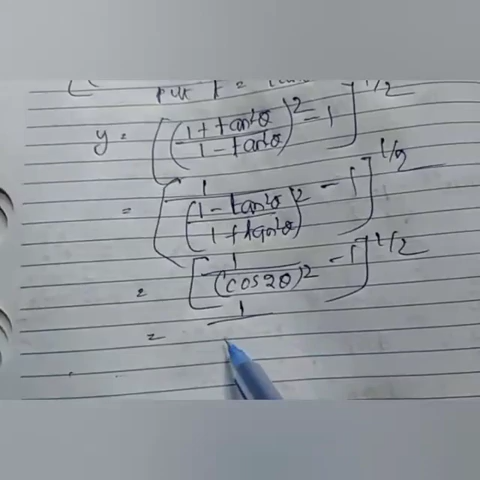 put t =
y = [((1 + tan²θ)/(1 - tan²θ))² - 1]^1/2
= [1/((1 - tan²θ)/(1 + tan²θ))² - 1]^1/2
= [1/(cos2θ)² - 1]^1/2
= 1/